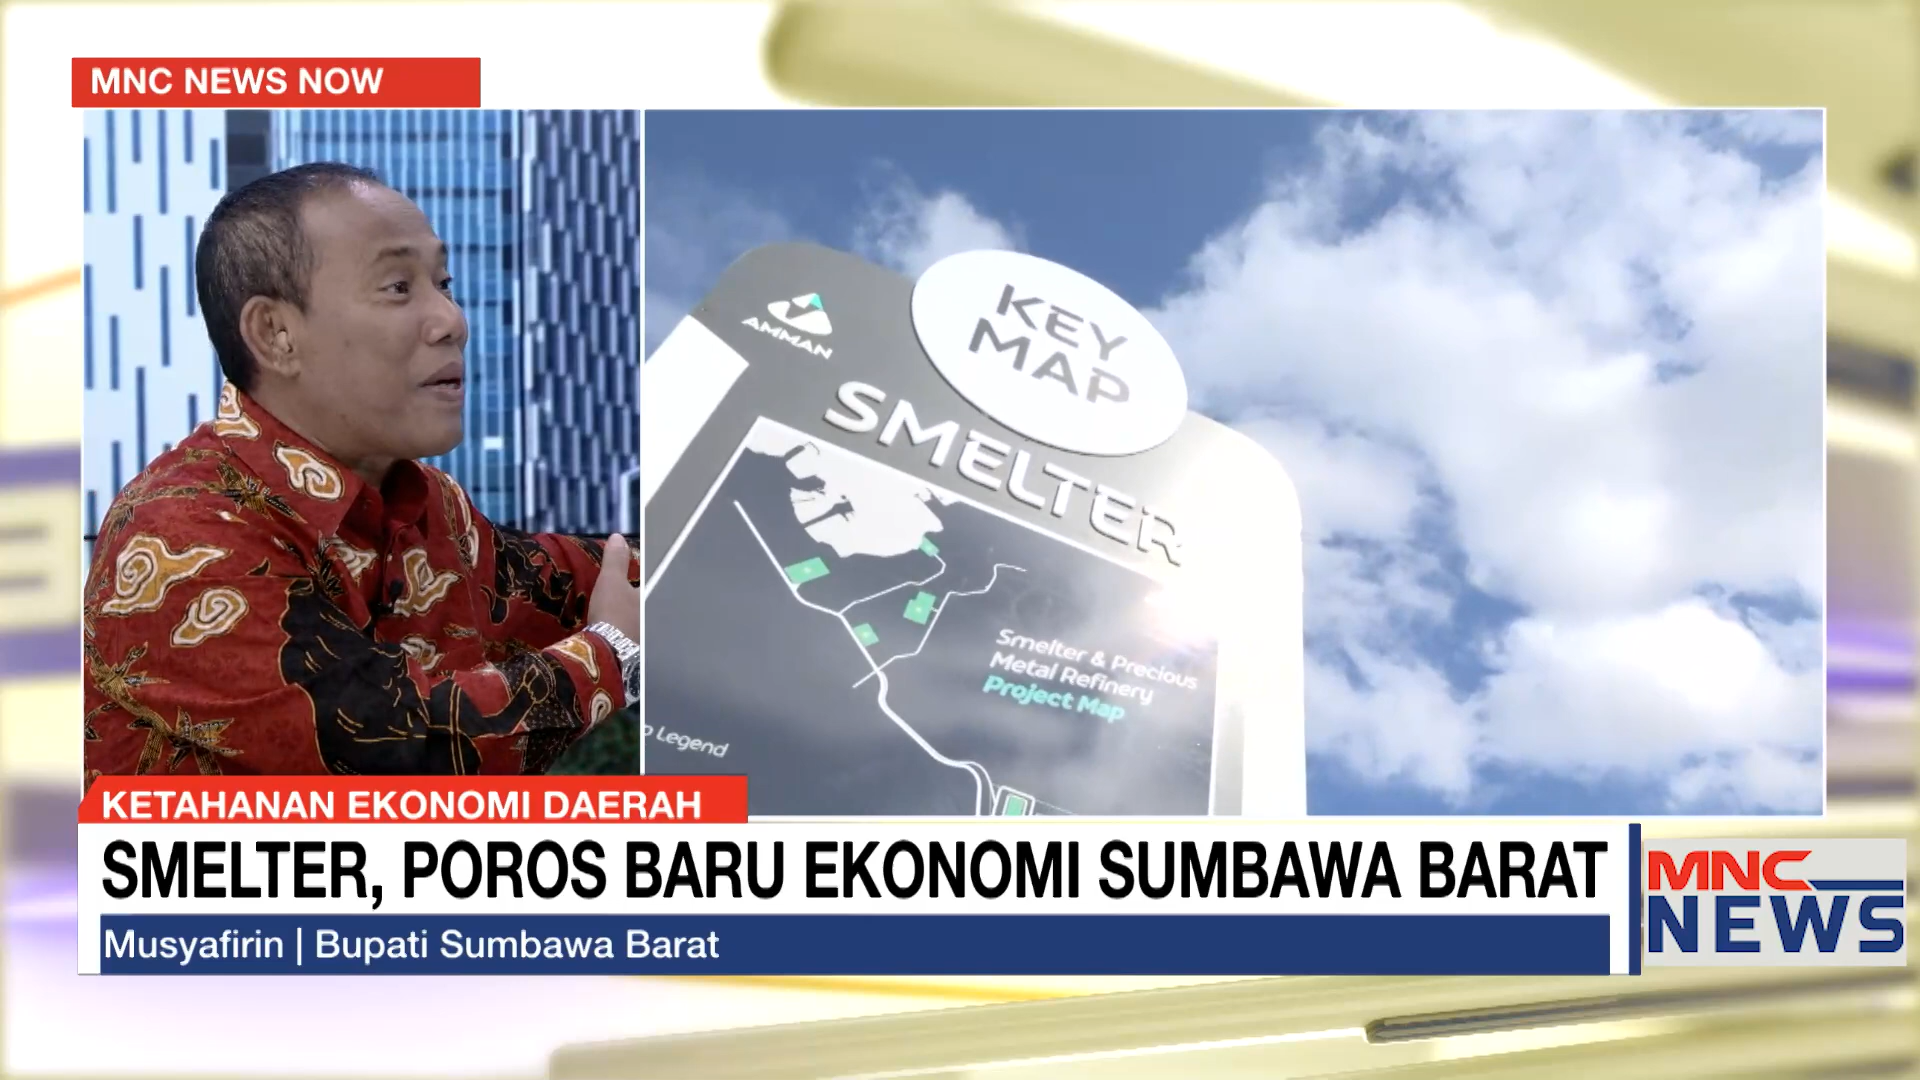 MNC NEWS NOW
AMMAN
KEY
MAP
SMELTER
Smelter & Precious
Metal Refinery
Project Map
Legend
KETAHANAN EKONOMI DAERAH
SMELTER, POROS BARU EKONOMI SUMBAWA BARAT
Musyafirin | Bupati Sumbawa Barat
MNC
NEWS